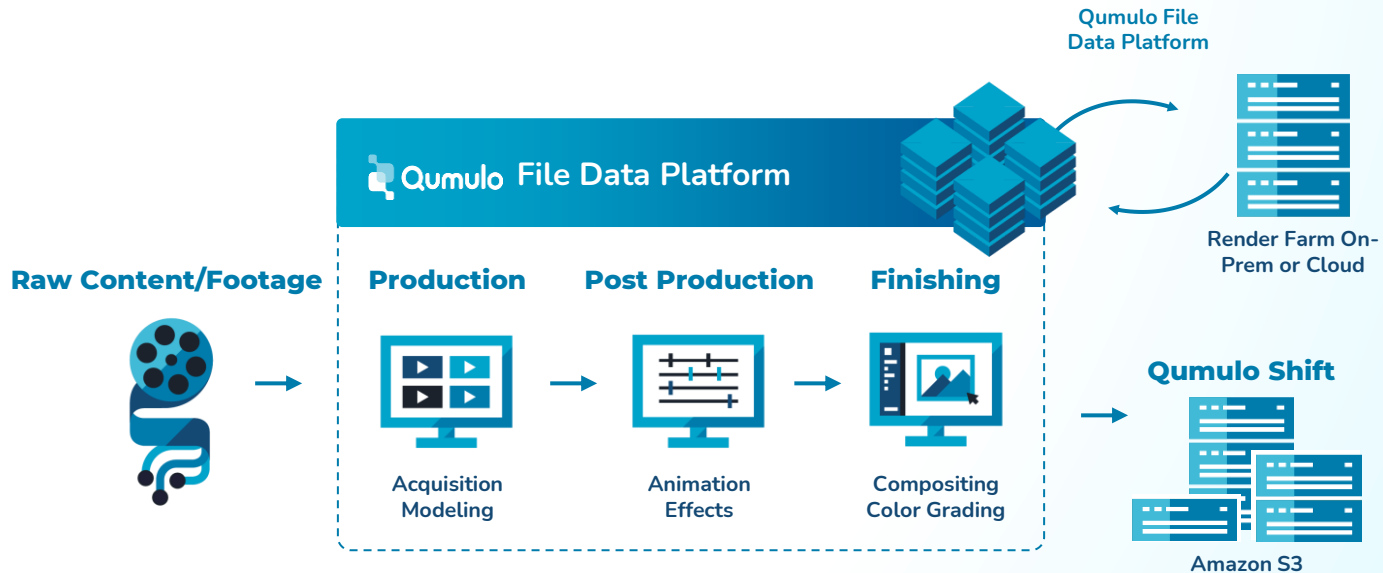 Qumulo File
Data Platform
Qumulo File Data Platform
Render Farm On-
Prem or Cloud
Raw Content/Footage
Production
Post Production
Finishing
Acquisition
Modeling
Animation
Effects
Compositing
Color Grading
Qumulo Shift
Amazon S3